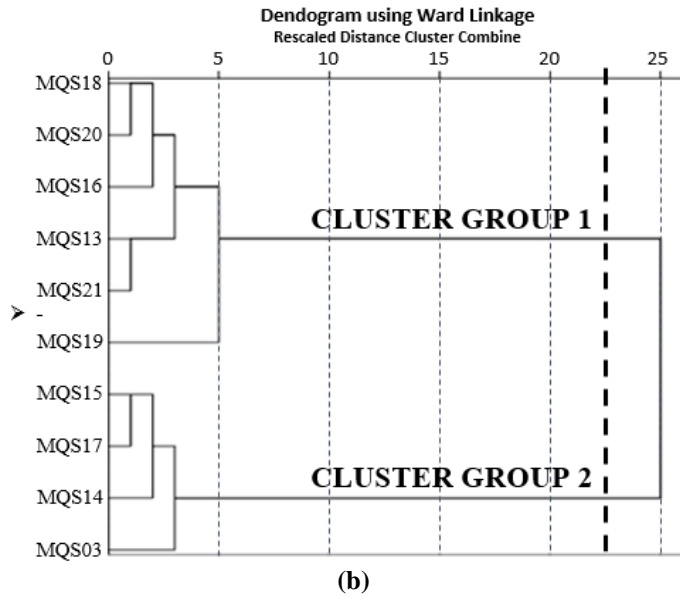 Dendogram using Ward Linkage
Rescaled Distance Cluster Combine
0 5 10 15 20 25
MQS18
MQS20
MQS16
CLUSTER GROUP 1
MQS13
MQS21
-
MQS19
MQS15
MQS17
CLUSTER GROUP 2
MQS14
MQS03
(b)